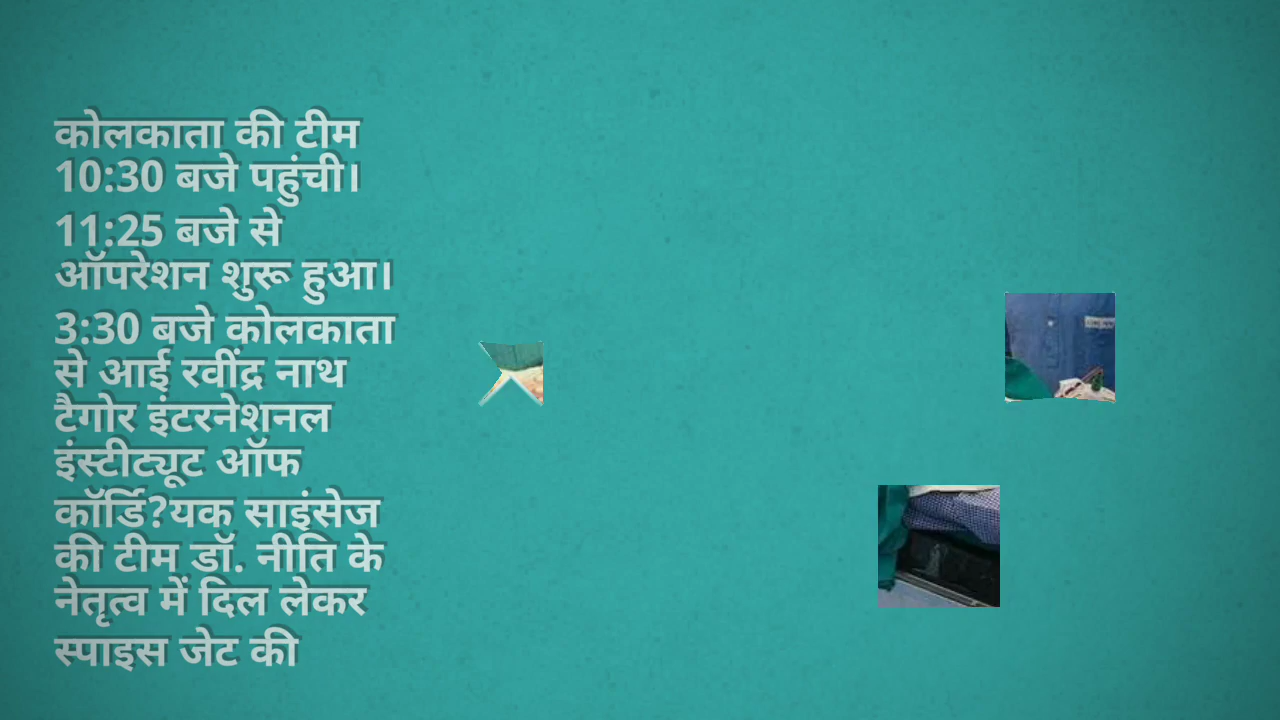 कोलकाता की टीम
10:30 बजे पहुंची।
11:25 बजे से
ऑपरेशन शुरू हुआ।
3:30 बजे कोलकाता
से आई रवींद्र नाथ
टैगोर इंटरनेशनल
इंस्टीट्यूट ऑफ
कॉर्डि?यक साइंसेज
की टीम डॉ. नीति के
नेतृत्व में दिल लेकर
स्पाइस जेट की